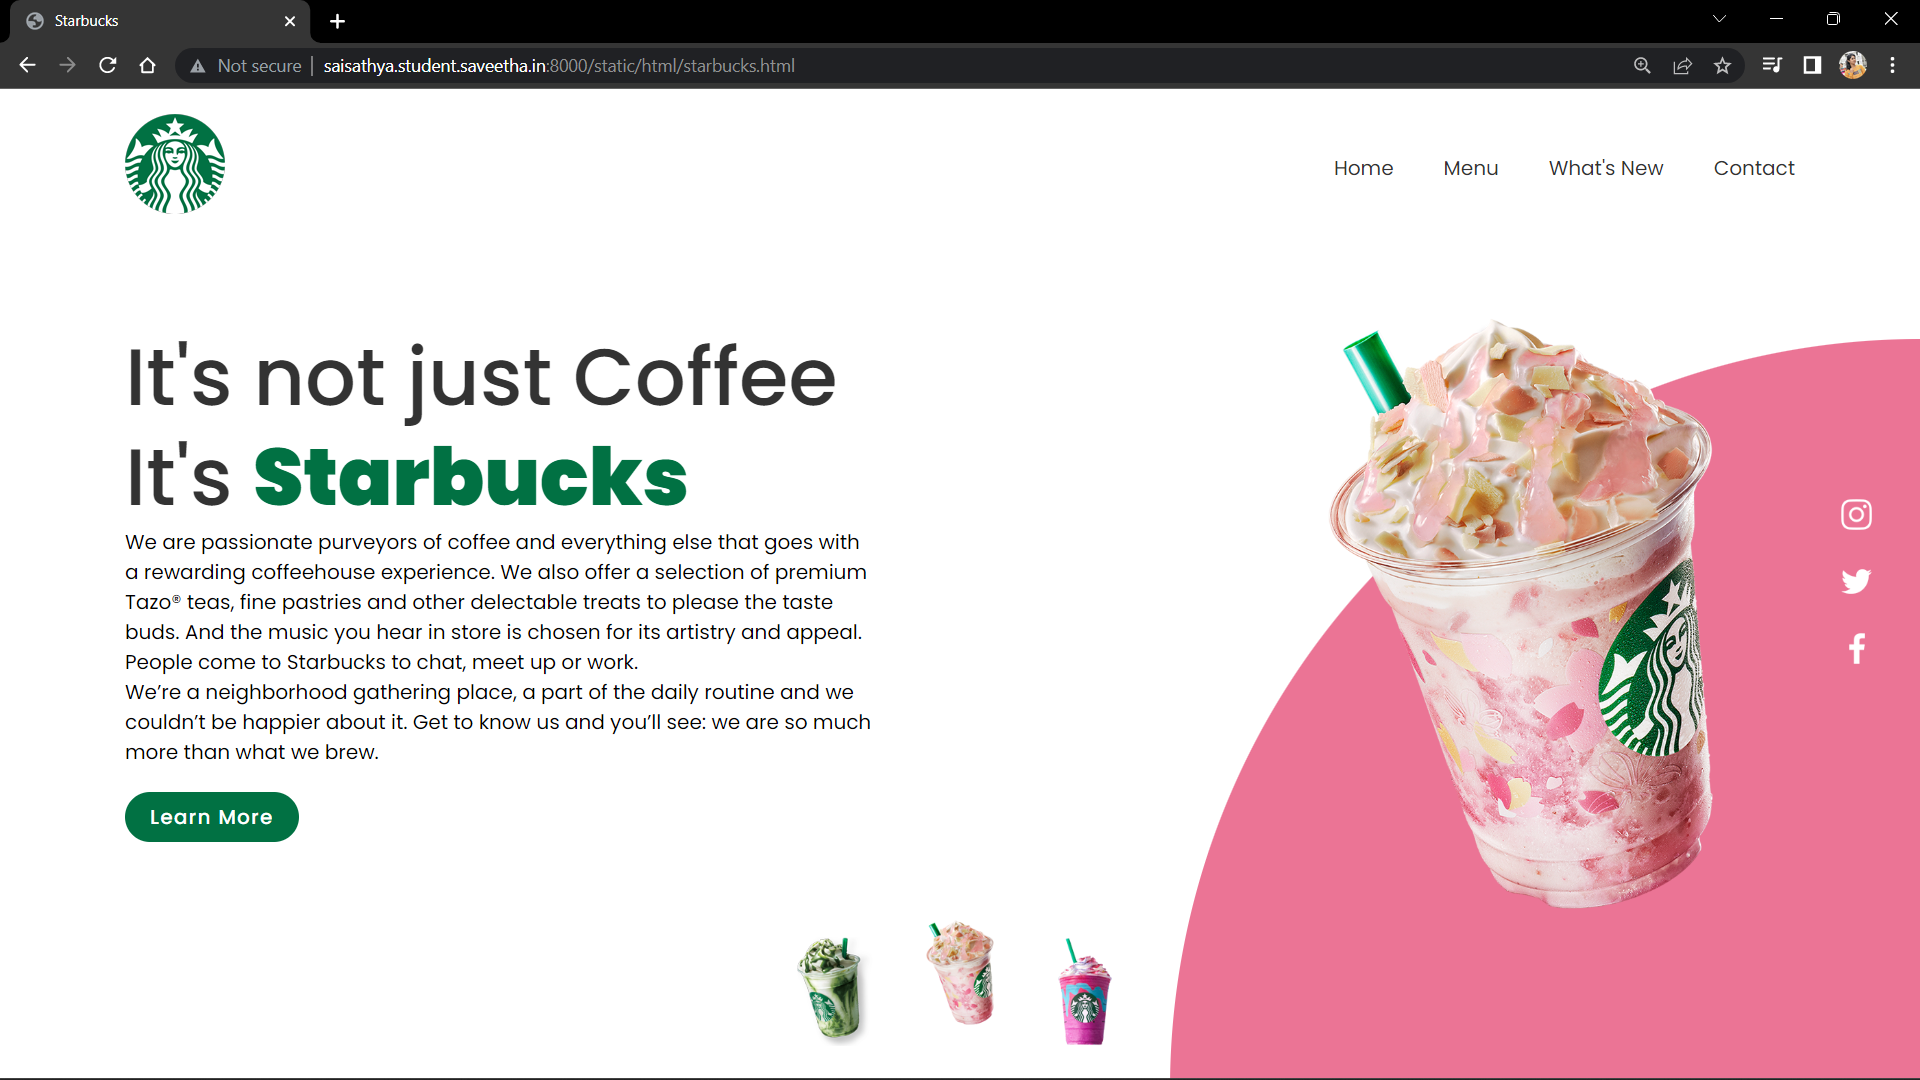 Starbucks
Not secure
saisathya.student.saveetha.in:8000/static/html/starbucks.html
Home
Menu
What's New
Contact
It's not just Coffee
It's Starbucks
We are passionate purveyors of coffee and everything else that goes with
a rewarding coffeehouse experience. We also offer a selection of premium
Tazo® teas, fine pastries and other delectable treats to please the taste
buds. And the music you hear in store is chosen for its artistry and appeal.
People come to Starbucks to chat, meet up or work.
We’re a neighborhood gathering place, a part of the daily routine and we
couldn’t be happier about it. Get to know us and you’ll see: we are so much
more than what we brew.
Learn More